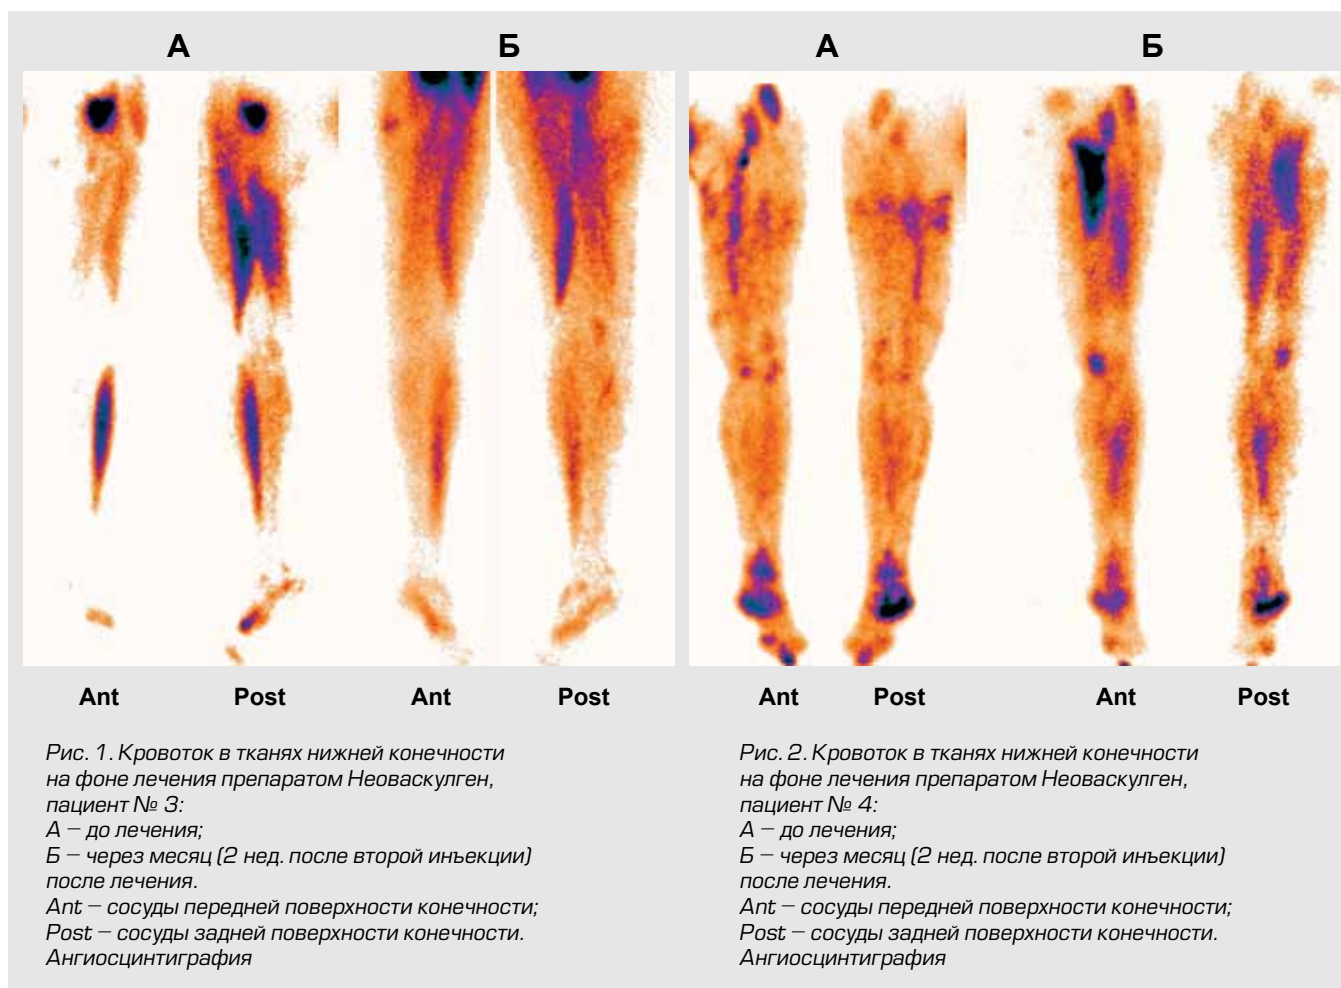 А Б А Б
Ant Post Ant Post Ant Post Ant Post
Рис. 1. Кровоток в тканях нижней конечности
на фоне лечения препаратом Неоваскулген,
пациент № 3:
А – до лечения;
Б – через месяц (2 нед. после второй инъекции)
после лечения.
Ant – сосуды передней поверхности конечности;
Post – сосуды задней поверхности конечности.
Ангиосцинтиграфия
Рис. 2. Кровоток в тканях нижней конечности
на фоне лечения препаратом Неоваскулген,
пациент № 4:
А – до лечения;
Б – через месяц (2 нед. после второй инъекции)
после лечения.
Ant – сосуды передней поверхности конечности;
Post – сосуды задней поверхности конечности.
Ангиосцинтиграфия